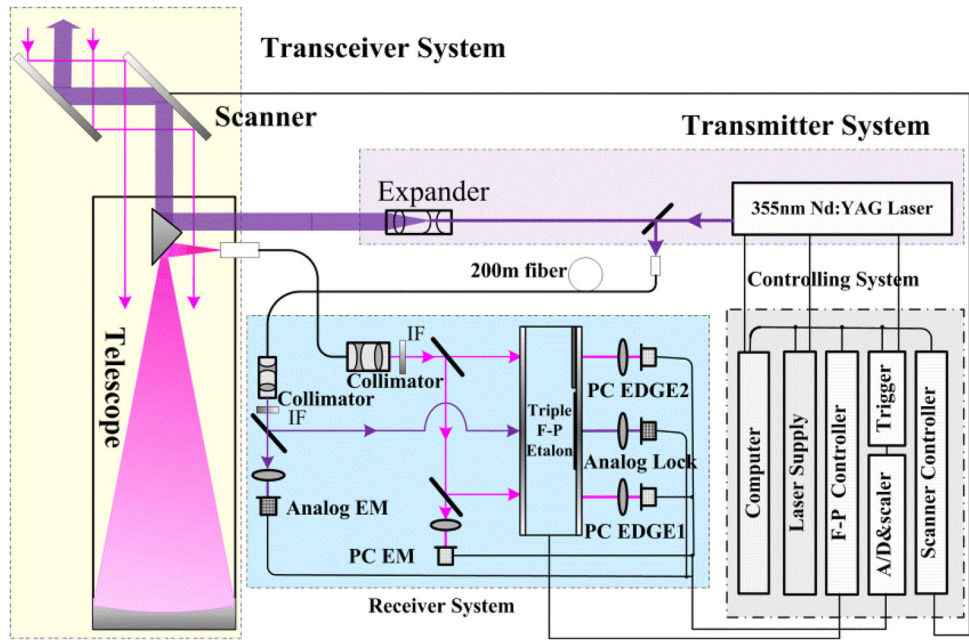 Transceiver System
Scanner
Transmitter System
Expander
355nm Nd:YAG Laser
200m fiber
Controlling System
Telescope
IF
Collimator
Collimator
IF
Triple
F-P
Etalon
PC EDGE2
Analog Lock
PC EDGE1
Analog EM
PC EM
Receiver System
Computer
Laser Supply
F-P Controller
Trigger
A/D&scaler
Scanner Controller